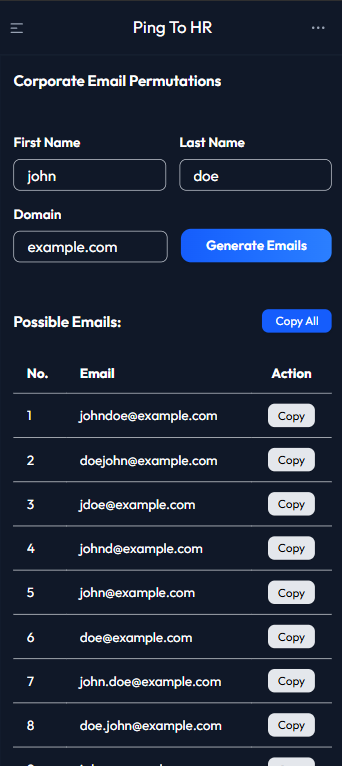 Ping To HR
Corporate Email Permutations
First Name Last Name
john doe
Domain
example.com Generate Emails
Possible Emails: Copy All
No. Email Action
1 johndoe@example.com Copy
2 doejohn@example.com Copy
3 jdoe@example.com Copy
4 johnd@example.com Copy
5 john@example.com Copy
6 doe@example.com Copy
7 john.doe@example.com Copy
8 doe.john@example.com Copy